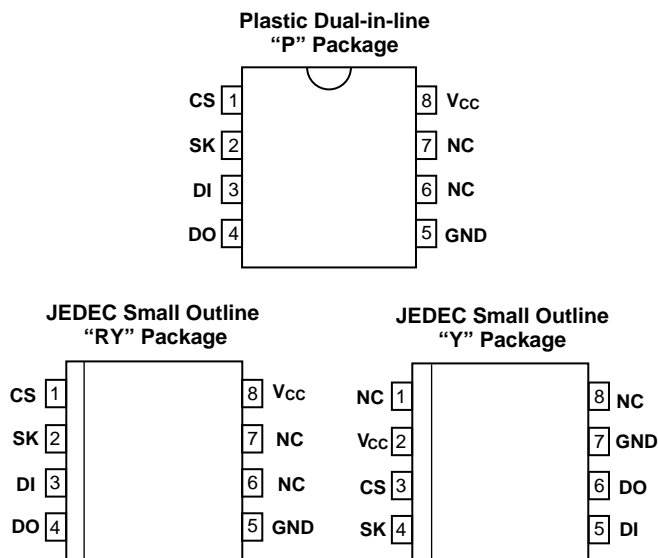 Plastic Dual-in-line
“P” Package
CS 1 8 VCC
SK 2 7 NC
DI 3 6 NC
DO 4 5 GND
JEDEC Small Outline
“RY” Package
CS 1 8 VCC
SK 2 7 NC
DI 3 6 NC
DO 4 5 GND
JEDEC Small Outline
“Y” Package
NC 1 8 NC
VCC 2 7 GND
CS 3 6 DO
SK 4 5 DI